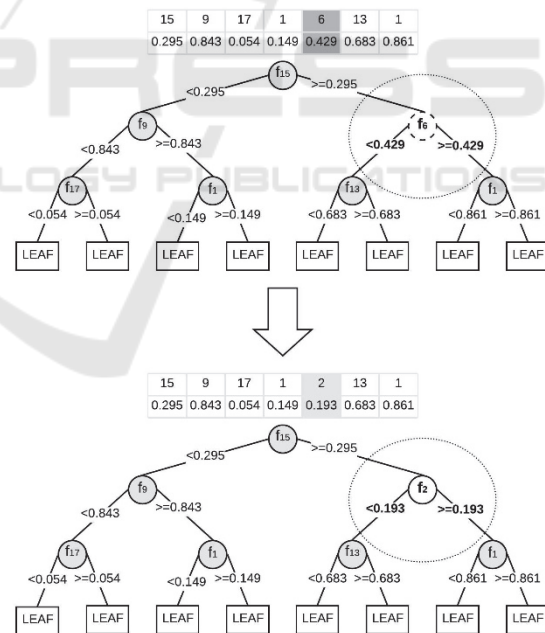 15 9 17 1 6 13 1
0.295 0.843 0.054 0.149 0.429 0.683 0.861
PRESS
f15
<0.295 >=0.295
f9 f6
<0.843 >=0.843 <0.429 >=0.429
LOGY PUBLICATIONS
f17 f1 f13 f1
<0.054 >=0.054 <0.149 >=0.149 <0.683 >=0.683 <0.861 >=0.861
LEAF LEAF LEAF LEAF LEAF LEAF LEAF LEAF
15 9 17 1 2 13 1
0.295 0.843 0.054 0.149 0.193 0.683 0.861
f15
<0.295 >=0.295
f9 f2
<0.843 >=0.843 <0.193 >=0.193
f17 f1 f13 f1
<0.054 >=0.054 <0.149 >=0.149 <0.683 >=0.683 <0.861 >=0.861
LEAF LEAF LEAF LEAF LEAF LEAF LEAF LEAF